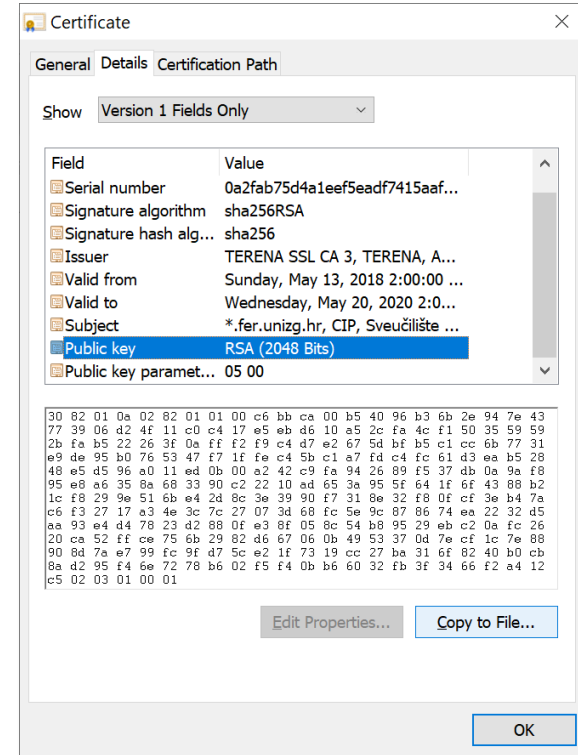 Certificate
General Details Certification Path
Show Version 1 Fields Only
Field Value
Serial number 0a2fab75d4a1eef5eadf7415aaf...
Signature algorithm sha256RSA
Signature hash alg... sha256
Issuer TERENA SSL CA 3, TERENA, A...
Valid from Sunday, May 13, 2018 2:00:00 ...
Valid to Wednesday, May 20, 2020 2:0...
Subject *.fer.unizg.hr, CIP, Sveučilište ...
Public key RSA (2048 Bits)
Public key paramet... 05 00
30 82 01 0a 02 82 01 01 00 c6 bb ca 00 b5 40 96 b3 6b 2e 94 7e 43
77 39 06 d2 4f 11 c0 c4 17 e5 eb d6 10 a5 2c fa 4c f1 50 35 59 59
2b fa b5 22 26 3f 0a ff f2 f9 c4 d7 e2 67 5d bf b5 c1 cc 6b 77 31
e9 de 95 b0 76 53 47 f7 1f fe c4 5b c1 a7 fd c4 fc 61 d3 ea b5 28
48 e5 d5 96 a0 11 ed 0b 00 a2 42 c9 fa 94 26 89 f5 37 db 0a 9a f8
95 e8 a6 35 8a 68 33 90 c2 22 10 ad 65 3a 95 5f 64 1f 6f 43 88 b2
1c f8 29 9e 51 6b e4 2d 8c 3e 39 90 f7 31 8e 32 f8 0f cf 3e b4 7a
c6 f3 27 17 a3 4e 3c 7c 27 07 3d 68 fc 5e 9c 87 86 74 ea 22 32 d5
aa 93 e4 d4 78 23 d2 88 0f e3 8f 05 8c 54 b8 95 29 eb c2 0a fc 26
20 ca 52 ff ce 75 6b 29 82 d6 67 06 0b 49 53 37 0d 7e cf 1c 7e 88
90 8d 7a e7 99 fc 9f d7 5c e2 1f 73 19 cc 27 ba 31 6f 82 40 b0 cb
8a d2 95 f4 6e 72 78 b6 02 f5 f4 0b b6 60 32 fb 3f 34 66 f2 a4 12
c5 02 03 01 00 01
Edit Properties... Copy to File...
OK